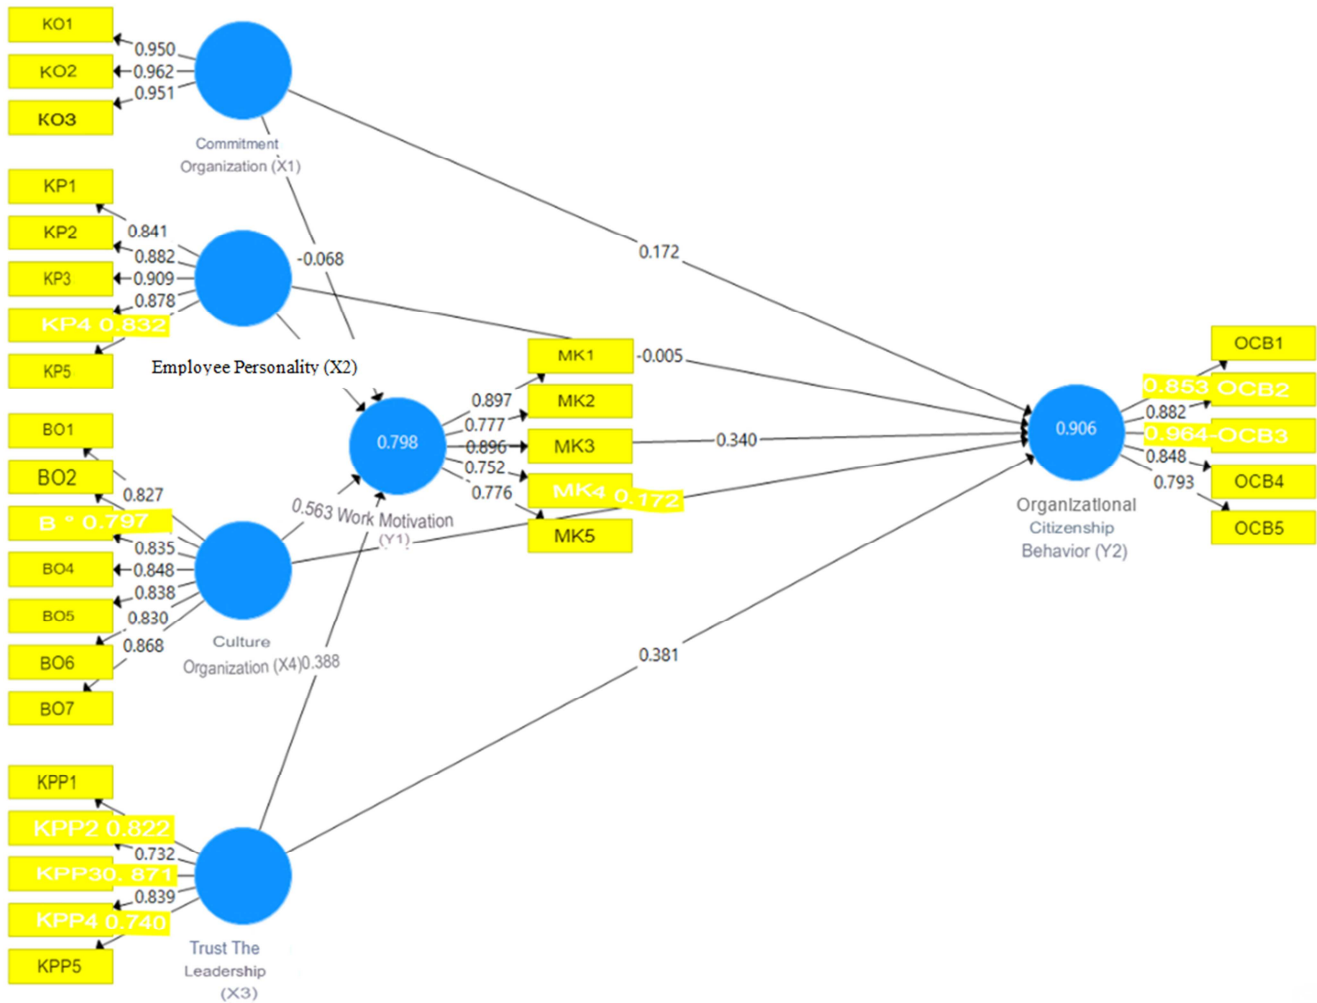 KO1
0.950
KO2
0.962
0.951
KO3
Commitment
Organization (X1)
KP1
0.841
KP2
0.882
KP3
0.909
0.878
KP4 0.832
KP5
-0.068
0.172
Employee Personality (X2)
MK1
-0.005
0.897
MK2
0.777
0.798
0.896
MK3
0.340
0.752
MK4 0.172
0.776
MK5
0.563 Work Motivation
(Y1)
BO1
BO2
0.827
B ° 0.797
0.835
BO4
0.848
0.838
BO5
0.830
BO6
0.868
BO7
Culture
Organization (X4)0.388
0.381
OCB1
0.853 OCB2
0.882
0.906
0.964-OCB3
0.848
OCB4
0.793
OCB5
Organizational
Citizenship
Behavior (Y2)
KPP1
KPP2 0.822
0.732
KPP30. 871
0.839
KPP4 0.740
KPP5
Trust The
Leadership
(X3)